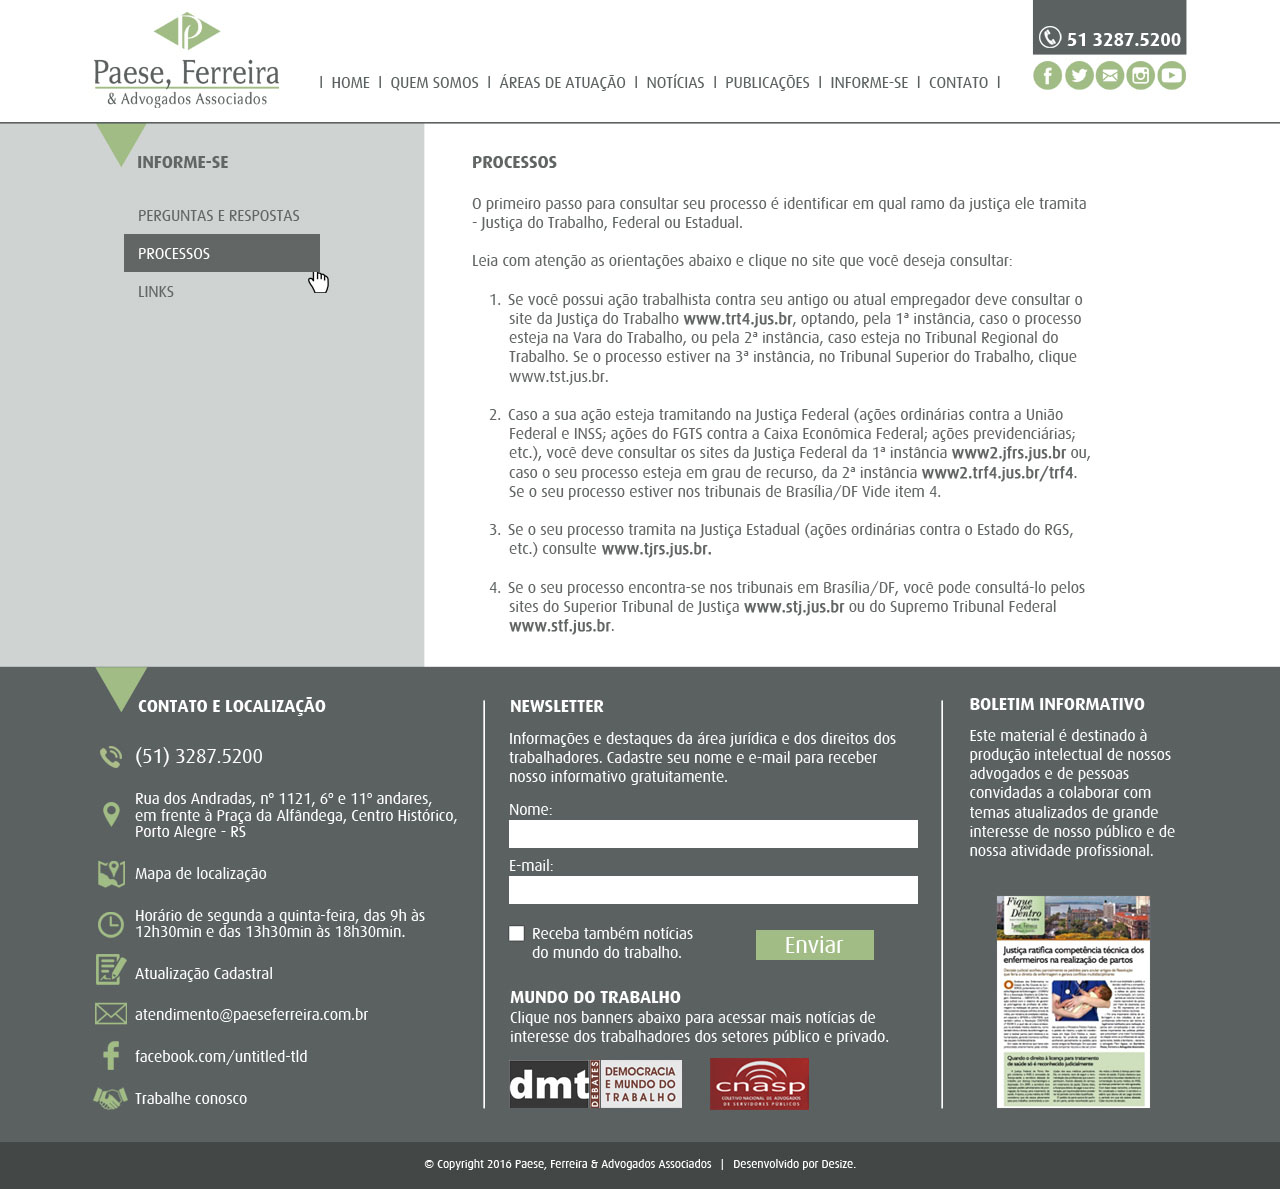 Paese, Ferreira
& Advogados Associados
| HOME | QUEM SOMOS | ÁREAS DE ATUAÇÃO | NOTÍCIAS | PUBLICAÇÕES | INFORME-SE | CONTATO |
51 3287.5200
INFORME-SE
PERGUNTAS E RESPOSTAS
PROCESSOS
LINKS
PROCESSOS
O primeiro passo para consultar seu processo é identificar em qual ramo da justiça ele tramita
- Justiça do Trabalho, Federal ou Estadual.
Leia com atenção as orientações abaixo e clique no site que você deseja consultar:
1. Se você possui ação trabalhista contra seu antigo ou atual empregador deve consultar o
site da Justiça do Trabalho www.trt4.jus.br, optando, pela 1ª instância, caso o processo
esteja na Vara do Trabalho, ou pela 2ª instância, caso esteja no Tribunal Regional do
Trabalho. Se o processo estiver na 3ª instância, no Tribunal Superior do Trabalho, clique
www.tst.jus.br.
2. Caso a sua ação esteja tramitando na Justiça Federal (ações ordinárias contra a União
Federal e INSS; ações do FGTS contra a Caixa Econômica Federal; ações previdenciárias;
etc.), você deve consultar os sites da Justiça Federal da 1ª instância www2.jfrs.jus.br ou,
caso o seu processo esteja em grau de recurso, da 2ª instância www2.trf4.jus.br/trf4.
Se o seu processo estiver nos tribunais de Brasília/DF Vide item 4.
3. Se o seu processo tramita na Justiça Estadual (ações ordinárias contra o Estado do RGS,
etc.) consulte www.tjrs.jus.br.
4. Se o seu processo encontra-se nos tribunais em Brasília/DF, você pode consultá-lo pelos
sites do Superior Tribunal de Justiça www.stj.jus.br ou do Supremo Tribunal Federal
www.stf.jus.br.
CONTATO E LOCALIZAÇÃO
(51) 3287.5200
Rua dos Andradas, nº 1121, 6º e 11º andares,
em frente à Praça da Alfândega, Centro Histórico,
Porto Alegre - RS
Mapa de localização
Horário de segunda a quinta-feira, das 9h às
12h30min e das 13h30min às 18h30min.
Atualização Cadastral
atendimento@paeseferreira.com.br
facebook.com/untitled-tld
Trabalhe conosco
NEWSLETTER
Informações e destaques da área jurídica e dos direitos dos
trabalhadores. Cadastre seu nome e e-mail para receber
nosso informativo gratuitamente.
Nome:
E-mail:
Receba também notícias
do mundo do trabalho.
Enviar
MUNDO DO TRABALHO
Clique nos banners abaixo para acessar mais notícias de
interesse dos trabalhadores dos setores público e privado.
dmt
DEBATES
DEMOCRACIA
E MUNDO DO
TRABALHO
cnasp
COLETIVO NACIONAL DE ADVOGADOS
DE SERVIDORES PÚBLICOS
BOLETIM INFORMATIVO
Este material é destinado à
produção intelectual de nossos
advogados e de pessoas
convidadas a colaborar com
temas atualizados de grande
interesse de nosso público e de
nossa atividade profissional.
Fique
por
Dentro
Justiça ratifica competência técnica dos
enfermeiros na realização de partos
Quando o direito à licença para tratamento
de saúde só é reconhecido judicialmente
© Copyright 2016 Paese, Ferreira & Advogados Associados | Desenvolvido por Desize.